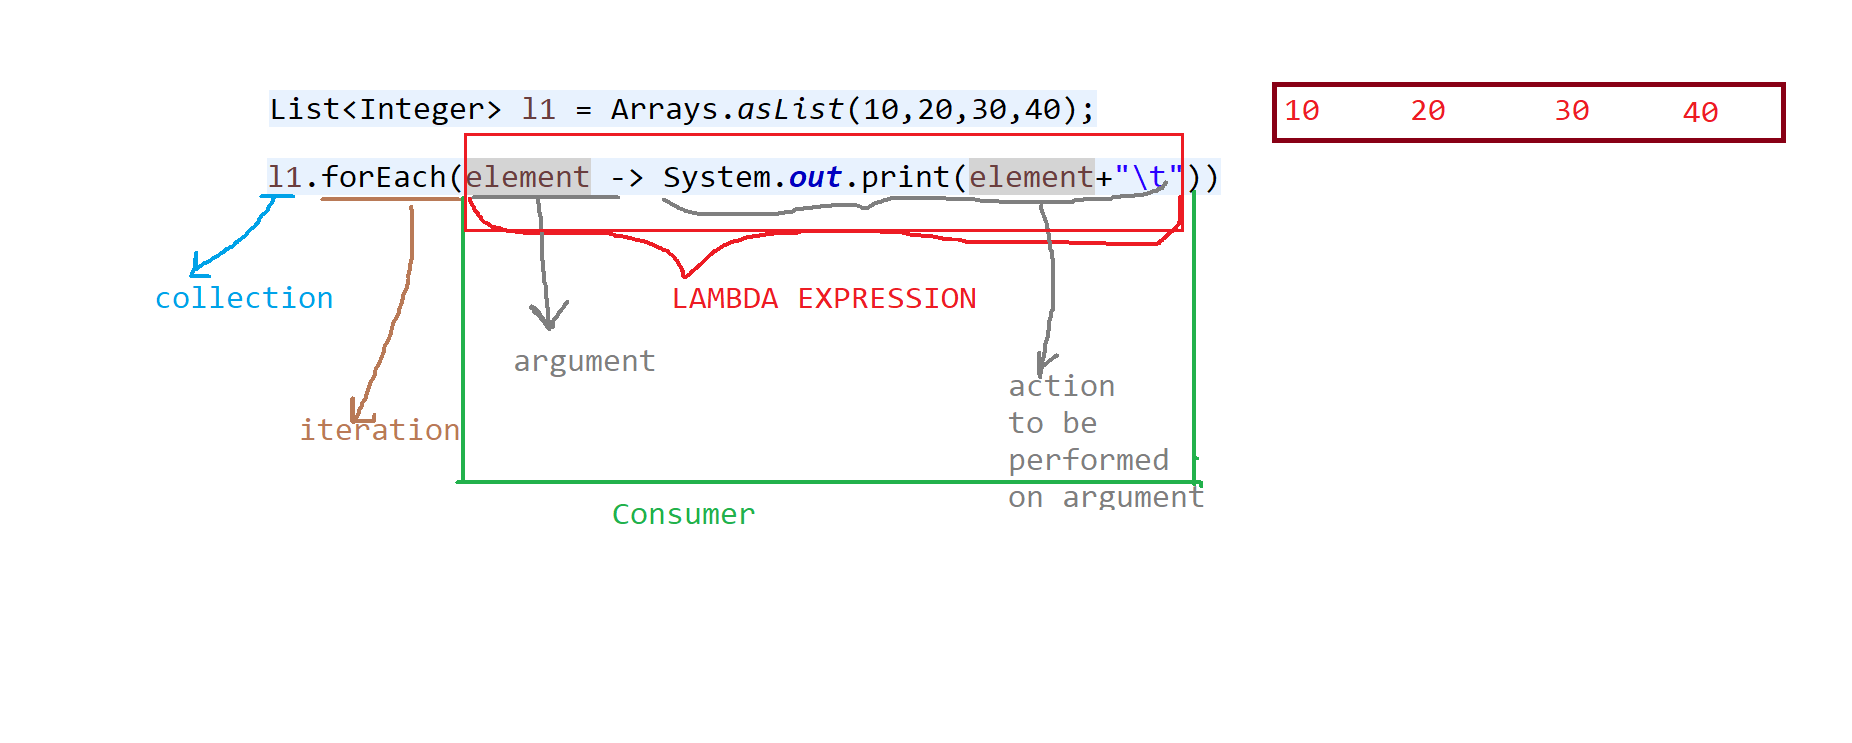 List<Integer> l1 = Arrays.asList(10,20,30,40);
10 20 30 40
l1.forEach(element -> System.out.print(element+"\t"))
collection
LAMBDA EXPRESSION
argument
iteration
action
to be
performed
on argument
Consumer